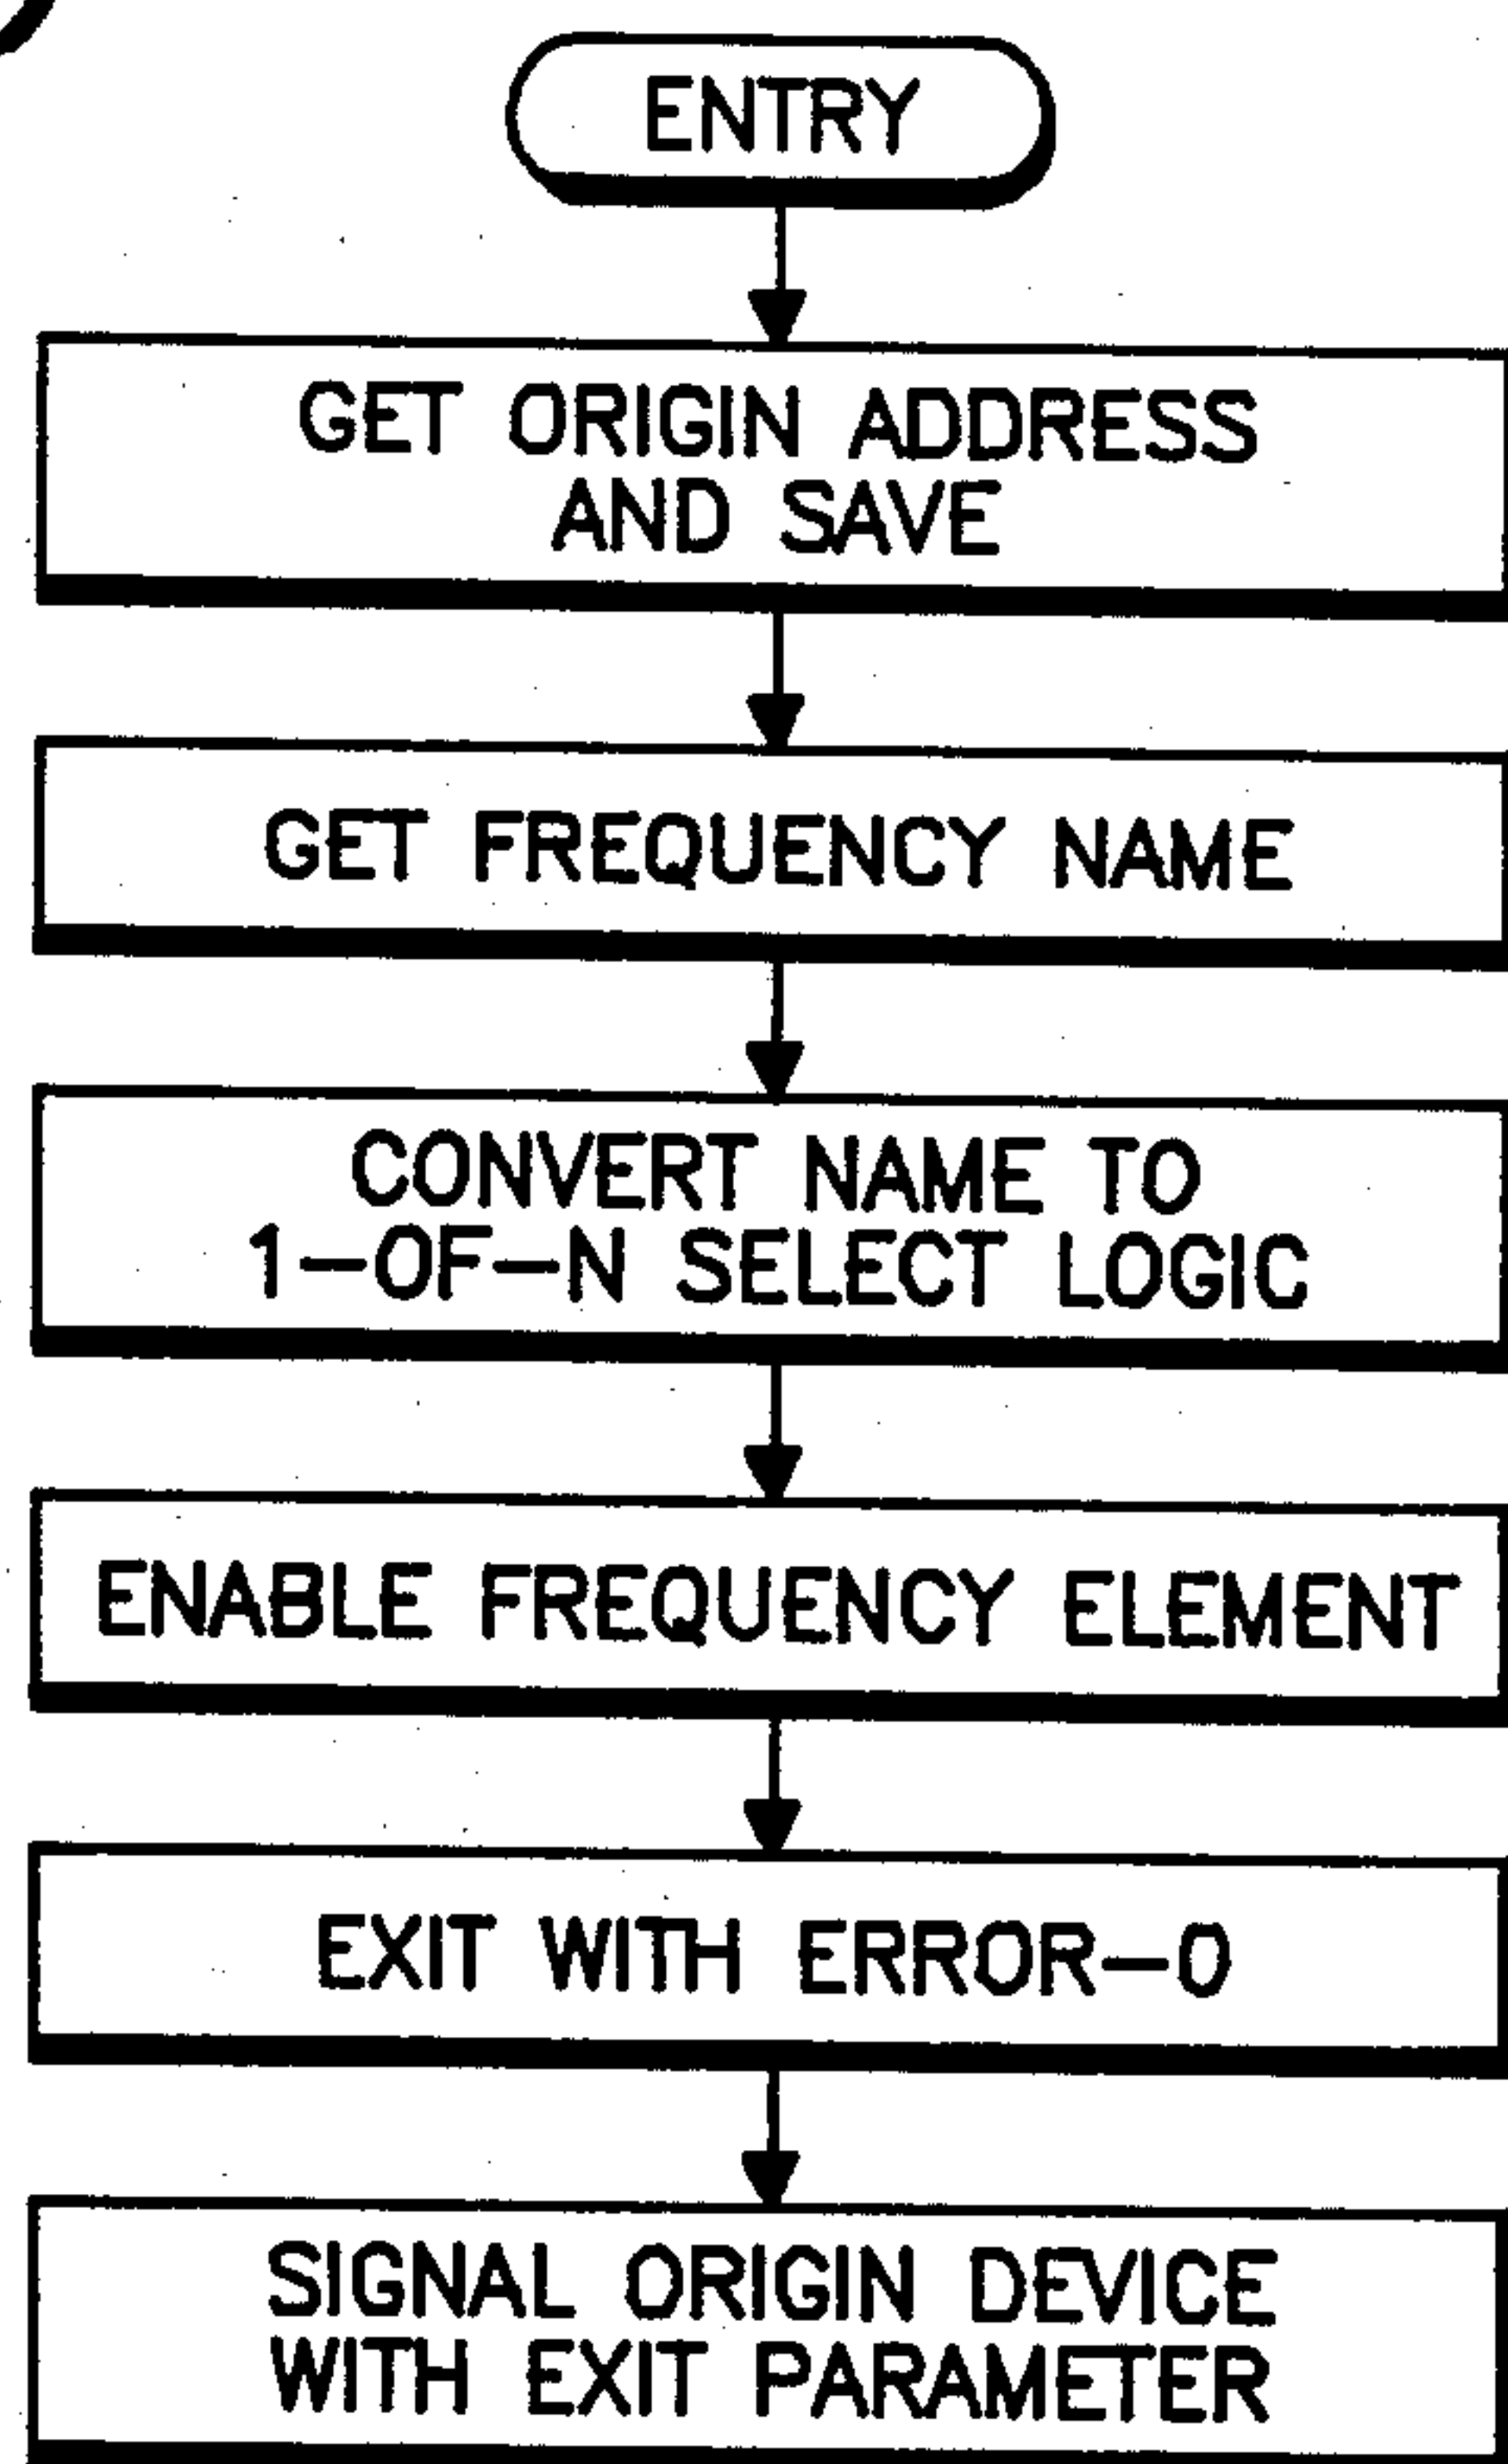 ENTRY
GET ORIGIN ADDRESS
AND SAVE
GET FREQUENCY NAME
CONVERT NAME TO
1-OF-N SELECT LOGIC
ENABLE FREQUENCY ELEMENT
EXIT WITH ERROR-0
SIGNAL ORIGIN DEVICE
WITH EXIT PARAMETER